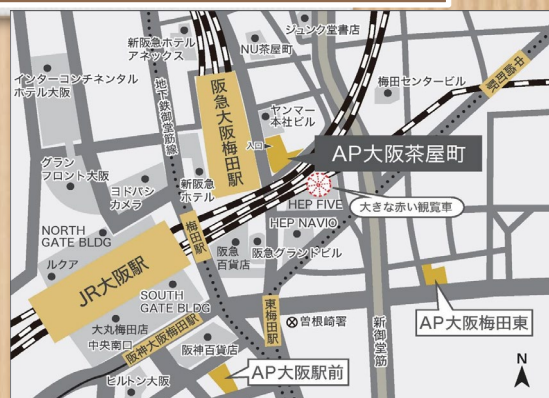 ジュンク堂書店
新阪急ホテル
アネックス
NU茶屋町
インターコンチネンタル
ホテル大阪
地下鉄御堂筋線
阪急大阪梅田駅
梅田センタービル
中崎町駅
ヤンマー
本社ビル
入口
AP大阪茶屋町
グラン
フロント大阪
ヨドバシ
カメラ
新阪急
ホテル
HEP FIVE
大きな赤い観覧車
HEP NAVIO
NORTH
GATE BLDG
梅田駅
阪急
百貨店
阪急グランドビル
ルクア
JR大阪駅
SOUTH
GATE BLDG
東梅田駅
曽根崎署
新御堂筋
AP大阪梅田東
大丸梅田店
中央南口
阪神大阪梅田駅
阪神百貨店
AP大阪駅前
ヒルトン大阪
N